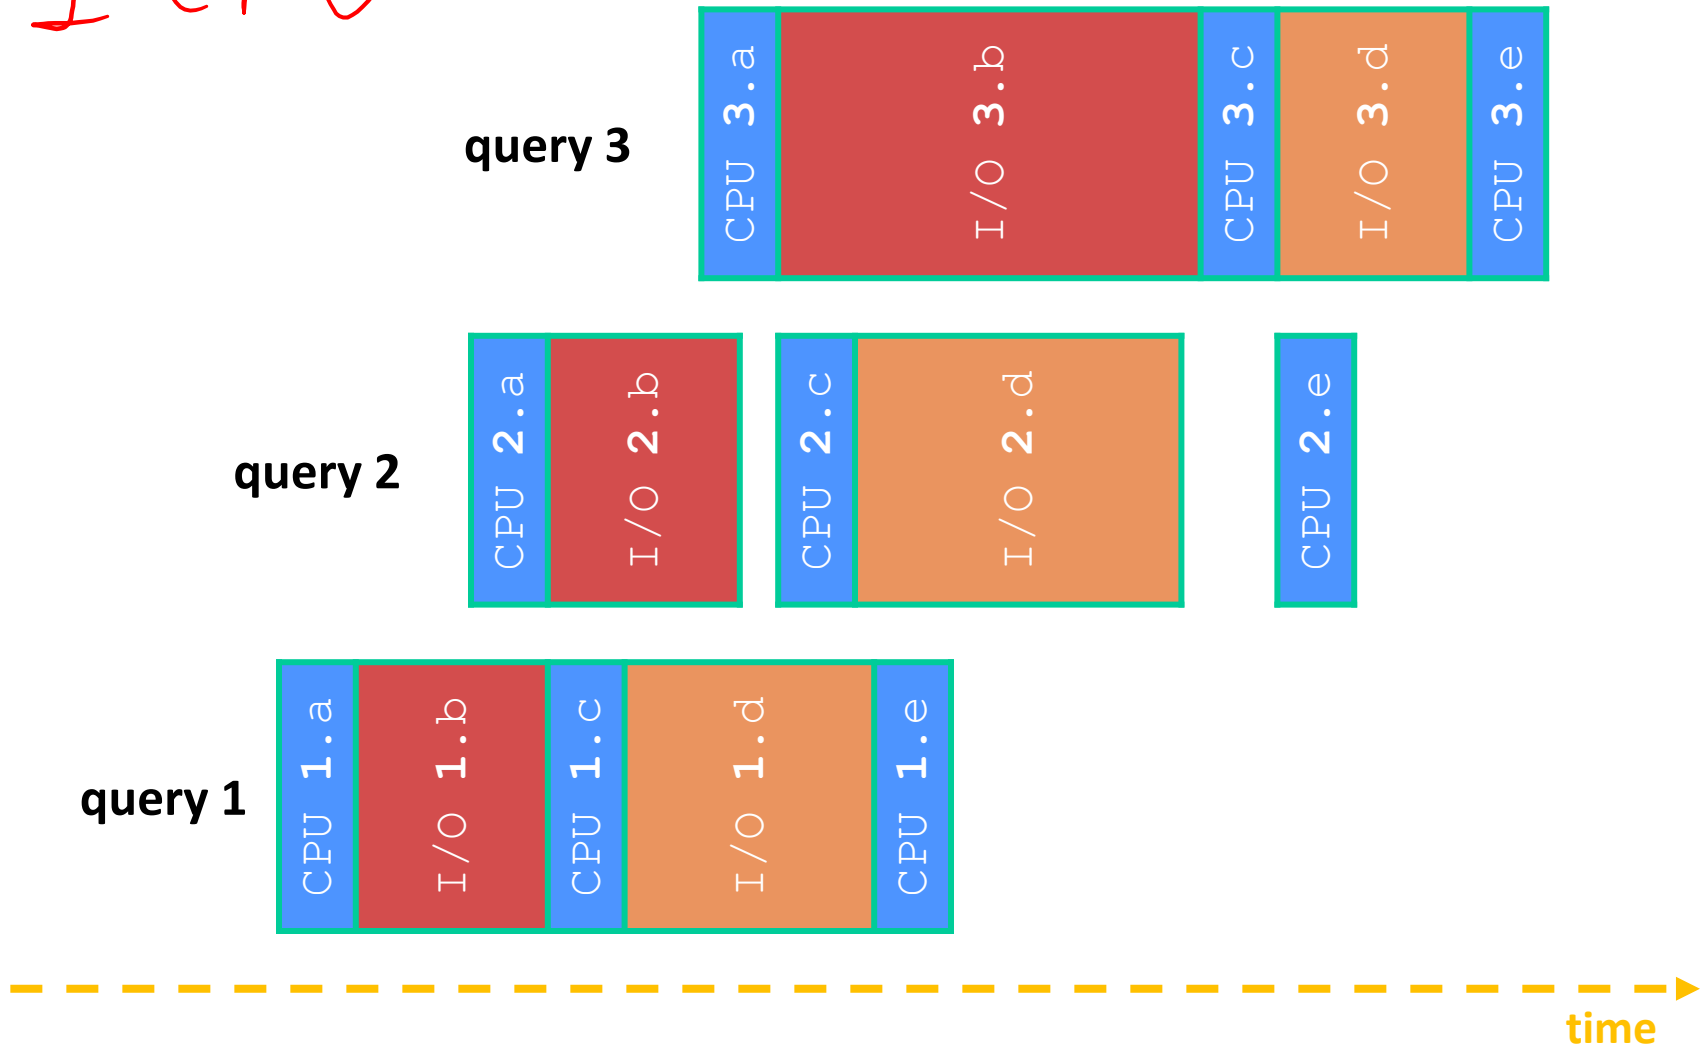 query 3
CPU 3.a
I/O 3.b
CPU 3.c
I/O 3.d
CPU 3.e
query 2
CPU 2.a
I/O 2.b
CPU 2.c
I/O 2.d
CPU 2.e
query 1
CPU 1.a
I/O 1.b
CPU 1.c
I/O 1.d
CPU 1.e
time